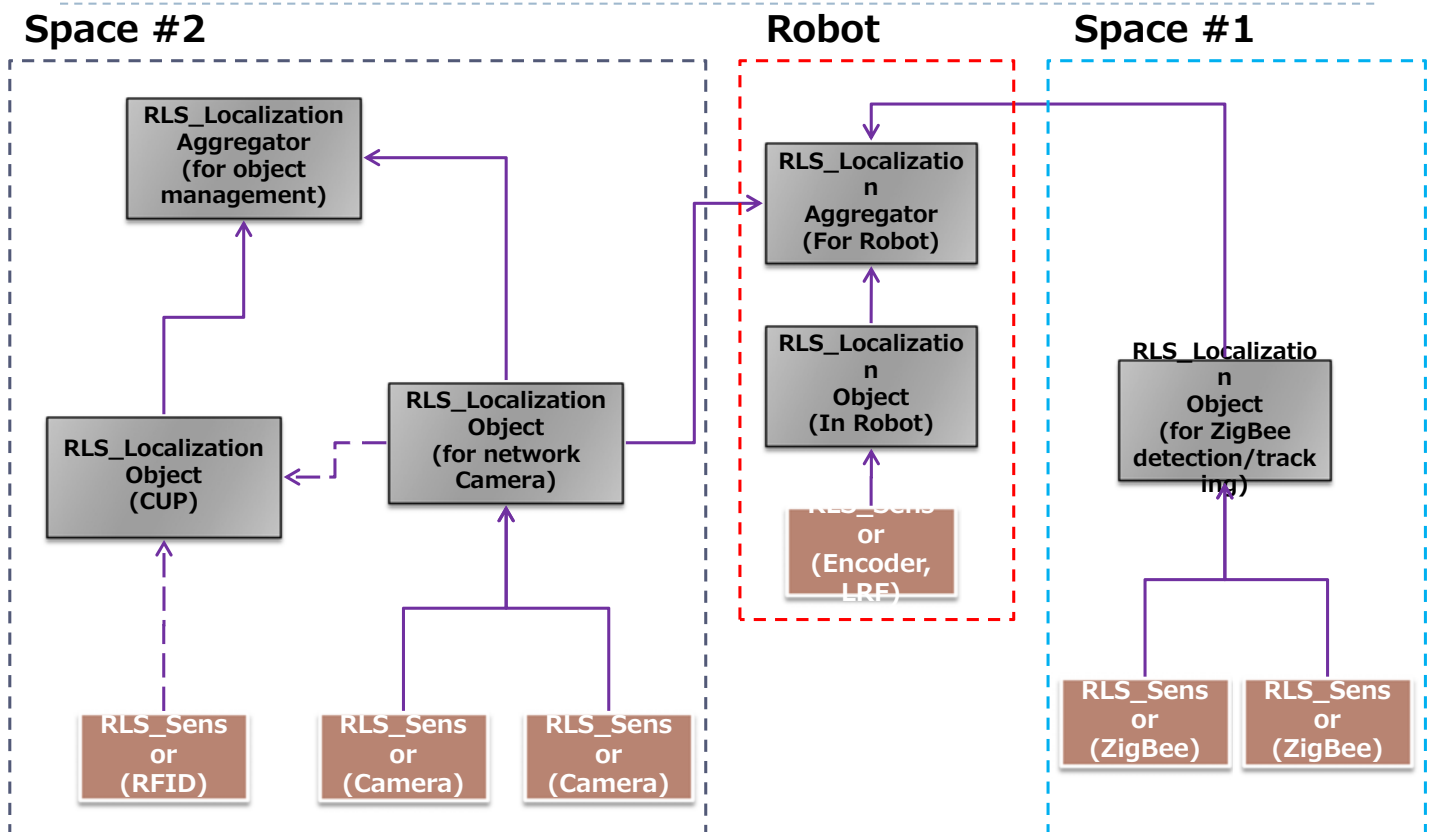 Space #2
Robot
Space #1
RLS_Localization
Aggregator
(for object
management)
RLS_Localizatio
n
Aggregator
(For Robot)
RLS_Localizatio
n
Object
(In Robot)
RLS_Localizatio
n
Object
(for ZigBee
detection/track
ing)
RLS_Localization
Object
(for network
Camera)
RLS_Localization
Object
(CUP)
RLS_Sens
or
(Encoder,
LRF)
RLS_Sens
or
(RFID)
RLS_Sens
or
(Camera)
RLS_Sens
or
(Camera)
RLS_Sens
or
(ZigBee)
RLS_Sens
or
(ZigBee)